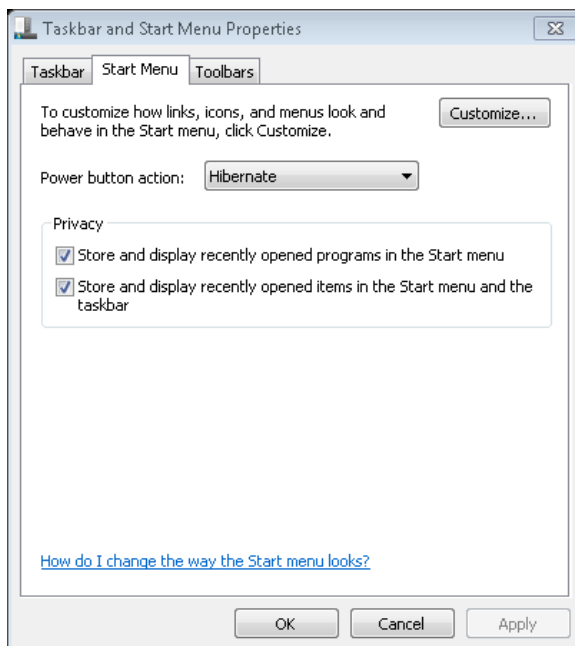 Taskbar and Start Menu Properties
Taskbar
Start Menu
Toolbars
To customize how links, icons, and menus look and
behave in the Start menu, click Customize.
Customize...
Power button action:
Hibernate
Privacy
Store and display recently opened programs in the Start menu
Store and display recently opened items in the Start menu and the
taskbar
How do I change the way the Start menu looks?
OK
Cancel
Apply